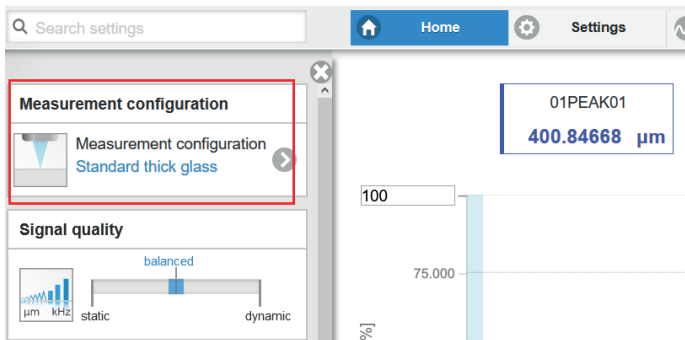 Search settings
Home
Settings
Measurement configuration
Measurement configuration
Standard thick glass
Signal quality
balanced
static
dynamic
µm kHz
01PEAK01
400.84668 µm
100
75.000
%]